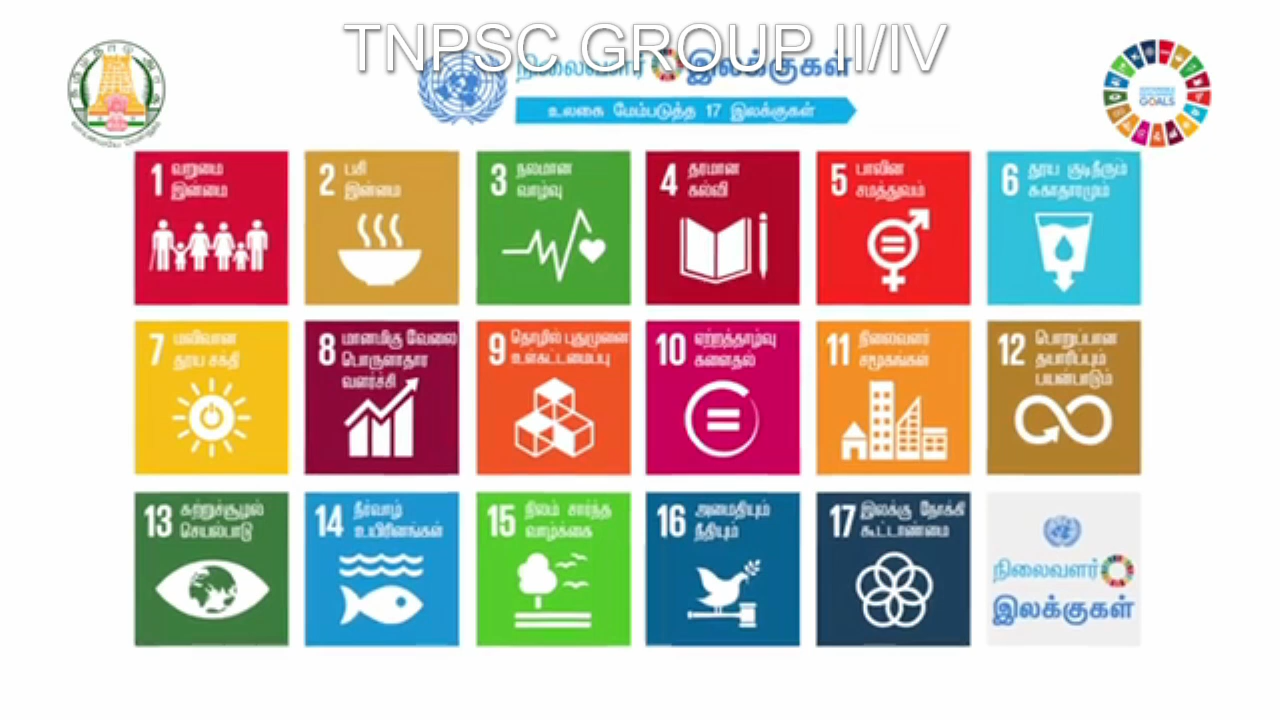 TNPSC GROUP II/IV
நிலைவளர் இலக்குகள்
உலகை மேம்படுத்த 17 இலக்குகள்
GOALS
1 வறுமை
இன்மை
2 பசி
இன்மை
3 நலமான
வாழ்வு
4 தரமான
கல்வி
5 பாலின
சமத்துவம்
6 தூய குடிநீரும்
சுகாதாரமும்
7 மலிவான
தூய சக்தி
8 மாண்மிகு வேலை
பொருளாதார
வளர்ச்சி
9 தொழில் புதுமுனை
உளகட்டமைப்பு
10 ஏற்றத்தாழ்வு
களைதல்
11 நிலைவளர்
சமூகங்கள்
12 பொறுப்பான
தயாரிப்பும்
பயன்பாடும்
13 சுற்றுச்சூழல்
செயல்பாடு
14 நீர்வாழ்
உயிரினங்கள்
15 நிலம் சார்ந்த
வாழ்க்கை
16 அமைதியும்
நீதியும்
17 இலக்கு நோக்கி
கூட்டாண்மை
நிலைவளர்
இலக்குகள்